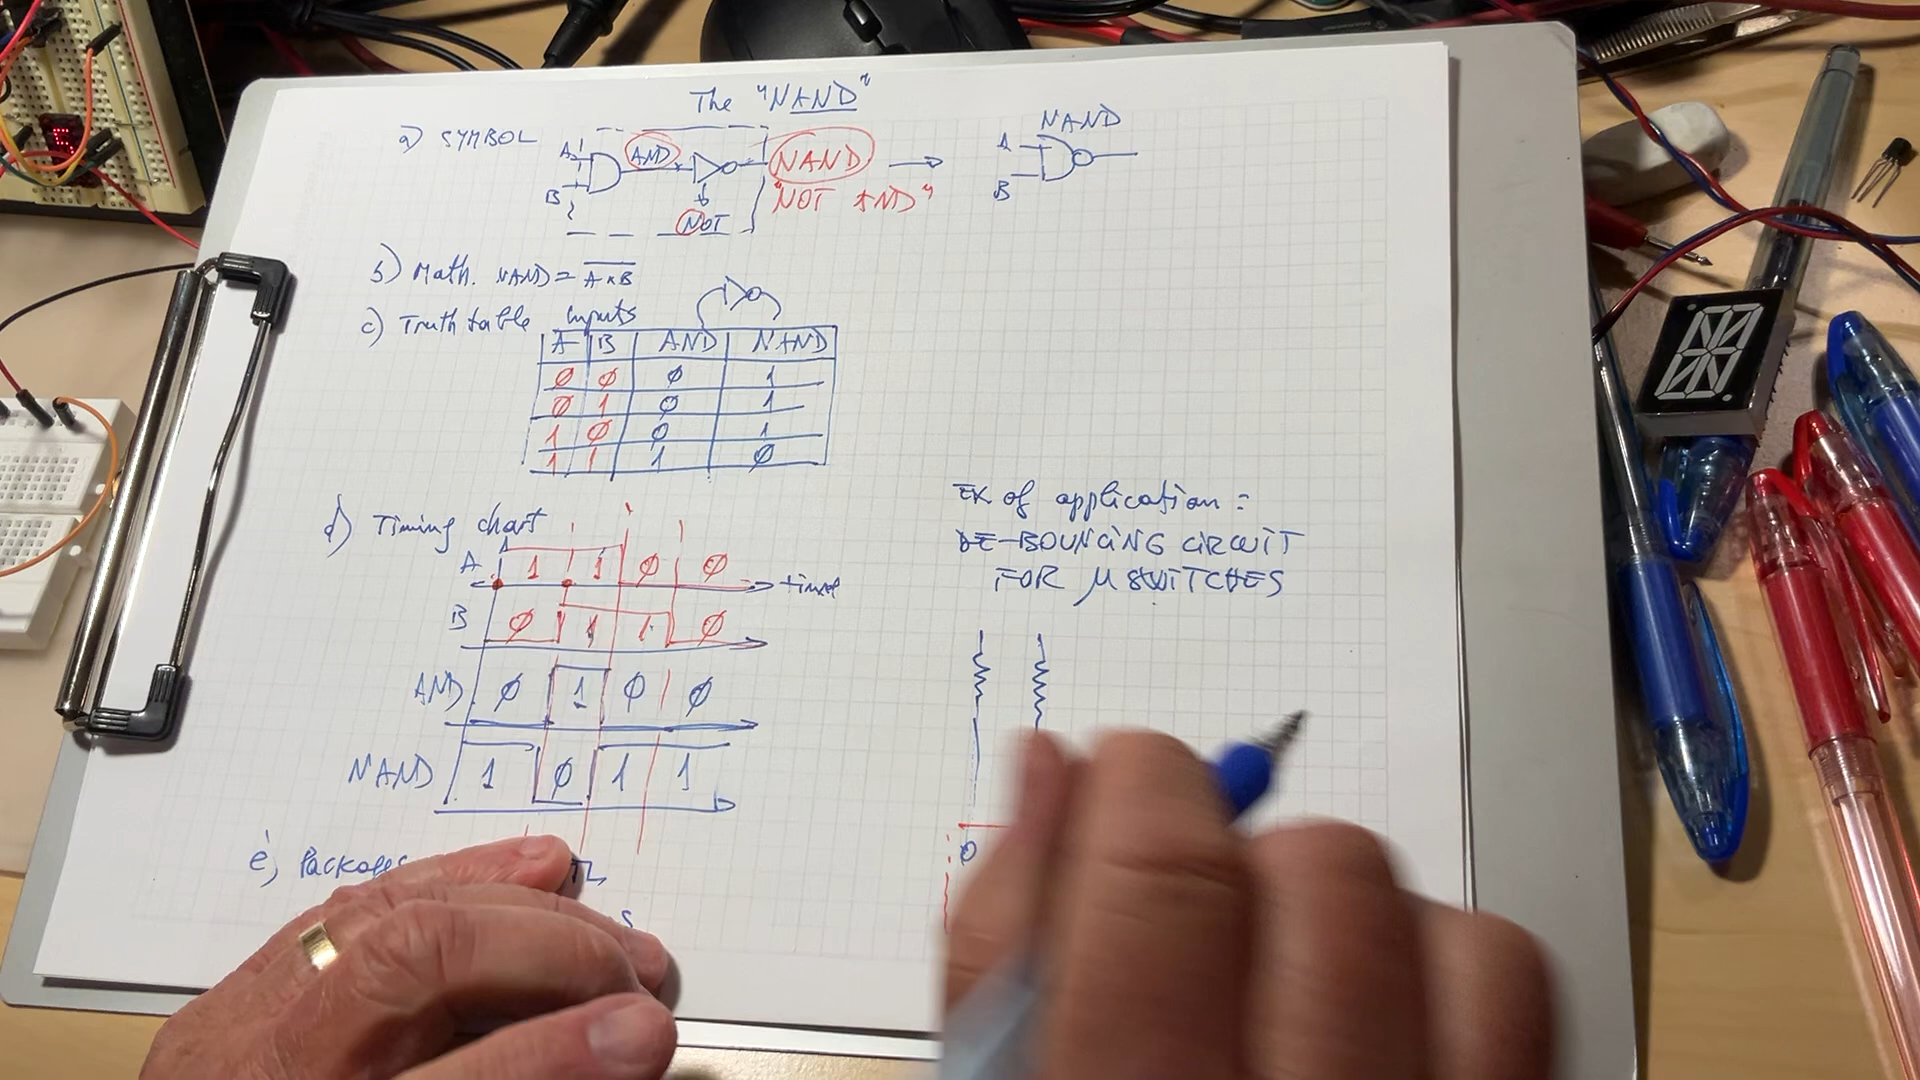 The "NAND"
a) SYMBOL
A
B
AND
NOT
NAND
"NOT AND"
NAND
A
B
b) Math. NAND = A × B
c) Truth table
Inputs
A B AND NAND
0 0 0 1
0 1 0 1
1 0 0 1
1 1 1 0
d) Timing chart
A 1 1 0 0 time
B 0 1 1 0
AND 0 1 0 0
NAND 1 0 1 1
e)
EX of application:
DE-BOUNCING CIRCUIT
FOR μ SWITCHES